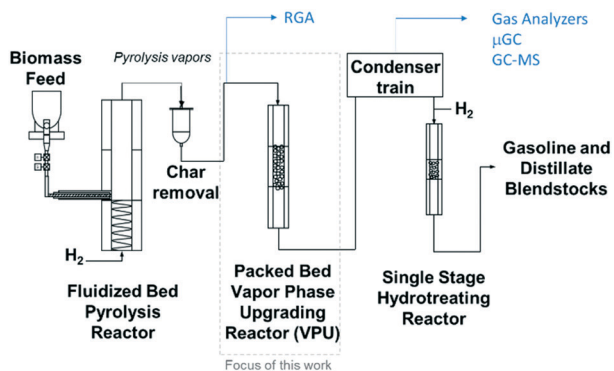 RGA
Gas Analyzers
μGC
GC-MS
Biomass
Feed
Pyrolysis vapors
Condenser
train
H2
Char
removal
Gasoline and
Distillate
Blendstocks
H2
Fluidized Bed
Pyrolysis
Reactor
Packed Bed
Vapor Phase
Upgrading
Reactor (VPU)
Single Stage
Hydrotreating
Reactor
Focus of this work